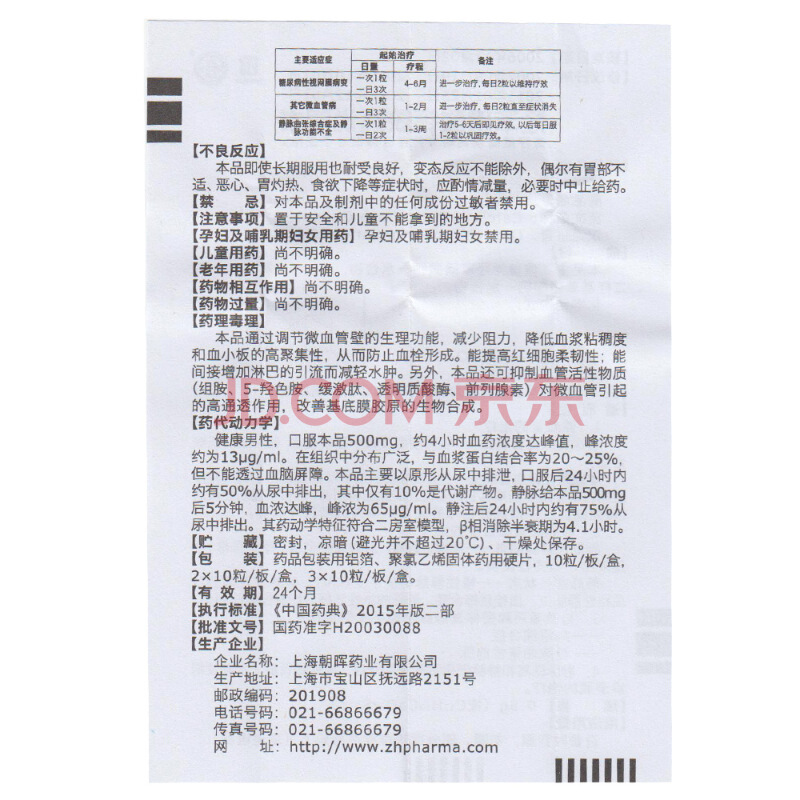 主要适应症 起始治疗 备注
日量 疗程
糖尿病性视网膜病变 一次1粒 一日3次 4-6月 进一步治疗,每日2粒以维持疗效
其它微血管病 一次1粒 一日3次 1-2月 进一步治疗,每日2粒直至症状消失
静脉曲张综合症及静脉功能不全 一次1粒 一日2次 1-3周 治疗5-6天后即见疗效,以后每日服1-2粒以巩固疗效。
【不良反应】
本品即使长期服用也耐受良好,变态反应不能除外,偶尔有胃部不
适、恶心、胃灼热、食欲下降等症状时,应酌情减量,必要时中止给药。
【禁 忌】对本品及制剂中的任何成份过敏者禁用。
【注意事项】置于安全和儿童不能拿到的地方。
【孕妇及哺乳期妇女用药】孕妇及哺乳期妇女禁用。
【儿童用药】尚不明确。
【老年用药】尚不明确。
【药物相互作用】尚不明确。
【药物过量】尚不明确。
【药理毒理】
本品通过调节微血管壁的生理功能,减少阻力,降低血浆粘稠度
和血小板的高聚集性,从而防止血栓形成。能提高红细胞柔韧性;能
间接增加淋巴的引流而减轻水肿。另外,本品还可抑制血管活性物质
(组胺、5-羟色胺、缓激肽、透明质酸酶、前列腺素)对微血管引起
的高通透作用,改善基底膜胶原的生物合成。
JD.COM京东
【药代动力学】
健康男性,口服本品500mg,约4小时血药浓度达峰值,峰浓度
约为13μg/ml。在组织中分布广泛,与血浆蛋白结合率为20~25%,
但不能透过血脑屏障。本品主要以原形从尿中排泄,口服后24小时内
约有50%从尿中排出,其中仅有10%是代谢产物。静脉给本品500mg
后5分钟,血浓达峰,峰浓为65μg/ml。静注后24小时内约有75%从
尿中排出。其药动学特征符合二房室模型,β相消除半衰期为4.1小时。
【贮 藏】密封,凉暗(避光并不超过20℃)、干燥处保存。
【包 装】药品包装用铝箔、聚氯乙烯固体药用硬片,10粒/板/盒,
2×10粒/板/盒,3×10粒/板/盒。
【有 效 期】24个月
【执行标准】《中国药典》2015年版二部
【批准文号】国药准字H20030088
【生产企业】
企业名称:上海朝晖药业有限公司
生产地址:上海市宝山区抚远路2151号
邮政编码:201908
电话号码:021-66866679
传真号码:021-66866679
网 址:http://www.zhpharma.com